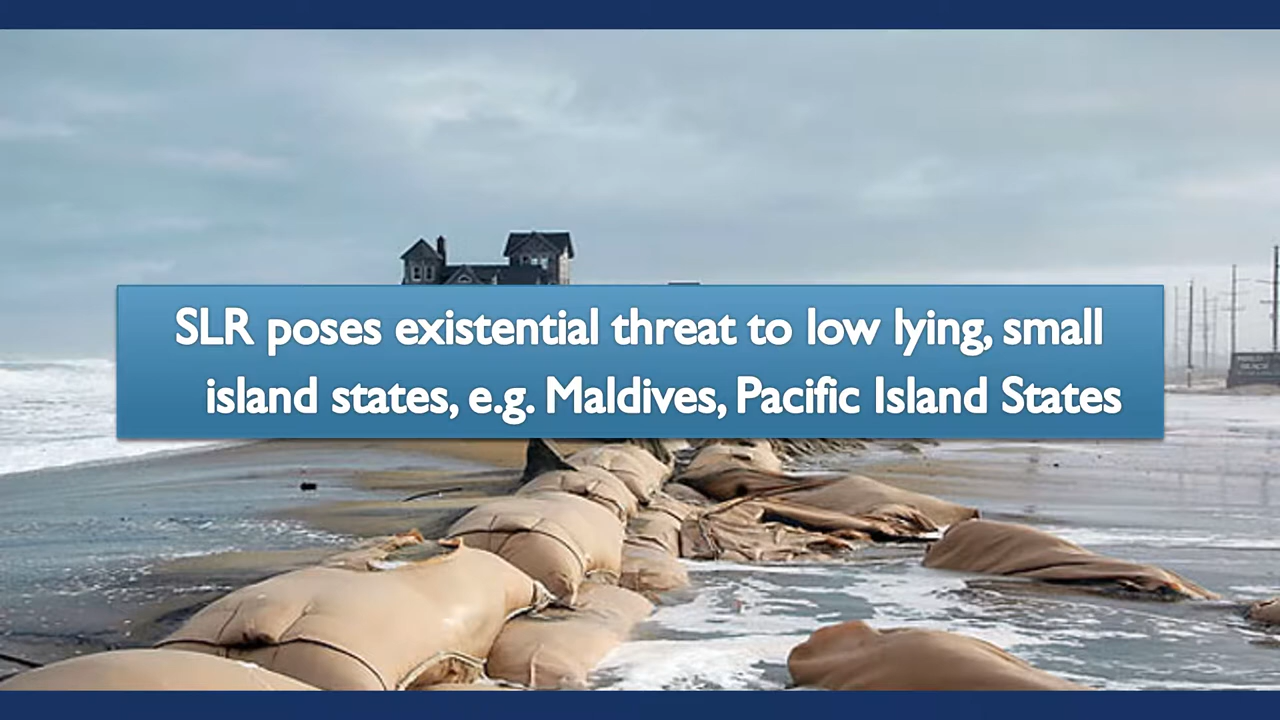 SLR poses existential threat to low lying, small
island states, e.g. Maldives, Pacific Island States